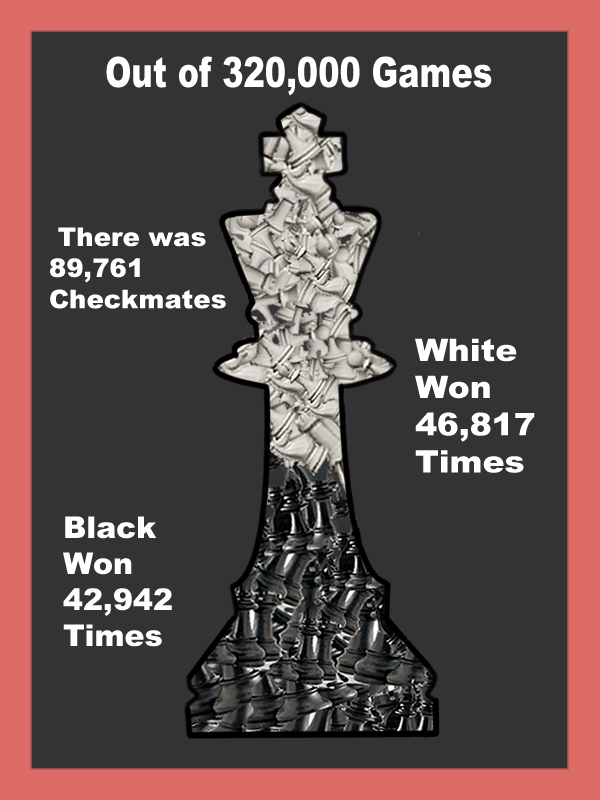 Out of 320,000 Games
There was
89,761
Checkmates
White
Won
46,817
Times
Black
Won
42,942
Times